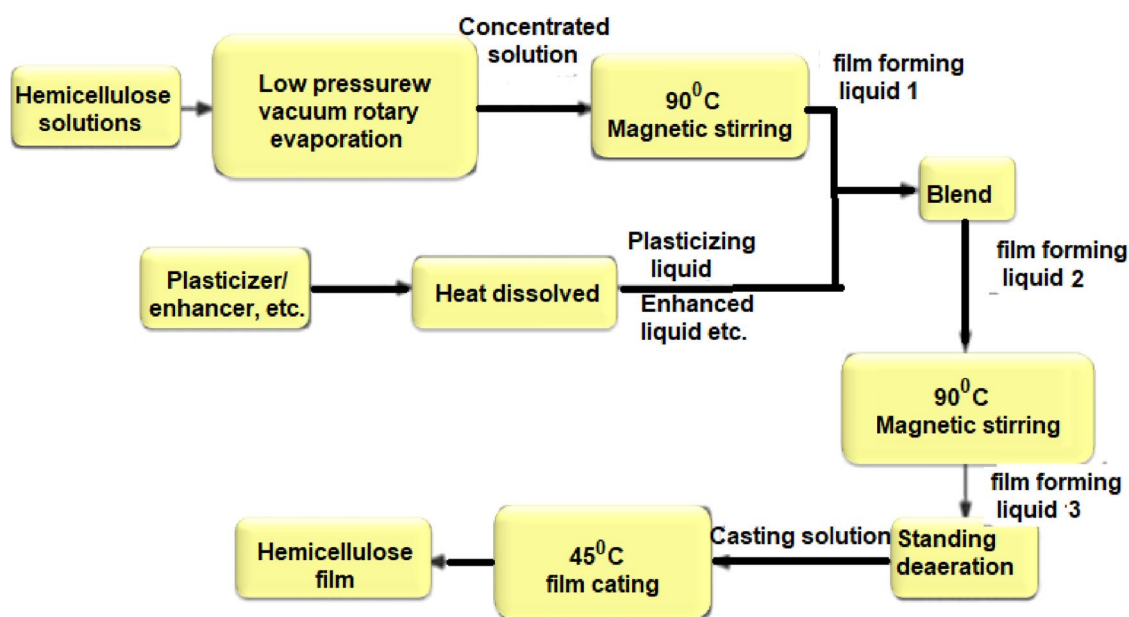 Hemicellulose
solutions
Low pressurew
vacuum rotary
evaporation
Concentrated
solution
90⁰C
Magnetic stirring
film forming
liquid 1
Plasticizer/
enhancer, etc.
Heat dissolved
Plasticizing
liquid
Enhanced
liquid etc.
Blend
film forming
liquid 2
90⁰C
Magnetic stirring
film forming
liquid 3
Standing
deaeration
Casting solution
45⁰C
film cating
Hemicellulose
film